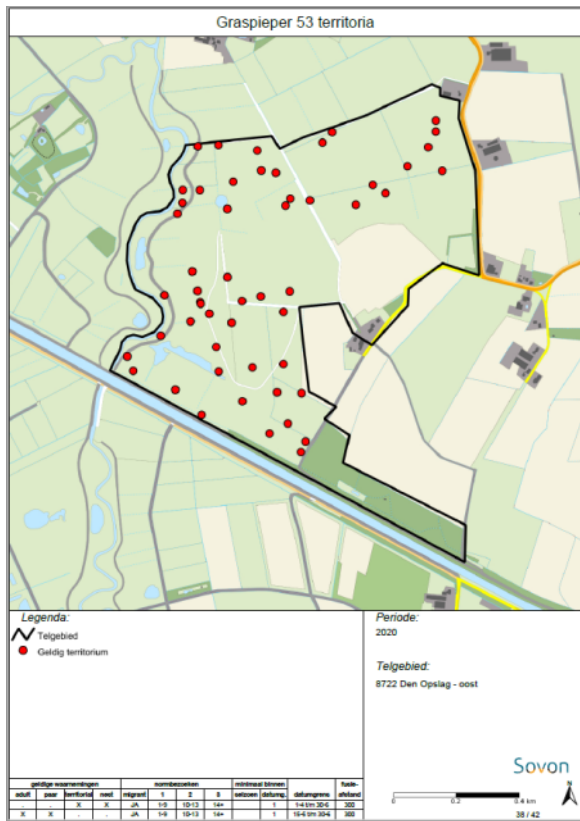 Graspieper 53 territoria
Legenda:
Telgebied
Geldig territorium
Periode:
2020
Telgebied:
8722 Den Opslag - oost
Sovon
0 0.2 0.4 km
38 / 42
geldige waarnemingen normbezoeken minimaal binnen fusie-
adult paar territoriaal nest migrant 1 2 3 seizoen datumg. datumgrens afstand
. . X X JA 1-9 10-13 14+ 1 1-4 t/m 30-6 300
X X . . JA 1-9 10-13 14+ 1 15-5 t/m 30-6 300